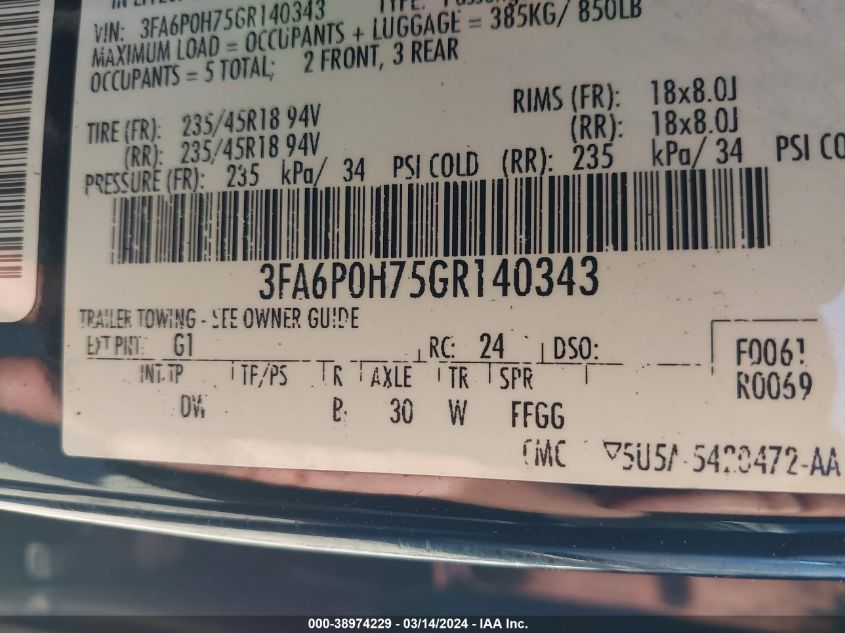 VIN: 3FA6P0H75GR140343
MAXIMUM LOAD = OCCUPANTS + LUGGAGE = 385KG/ 850LB
OCCUPANTS = 5 TOTAL; 2 FRONT, 3 REAR
TIRE (FR): 235/45R18 94V RIMS (FR): 18x8.0J
(RR): 235/45R18 94V (RR): 18x8.0J
PRESSURE (FR): 235 kPa/ 34 PSI COLD (RR): 235 kPa/ 34 PSI CO
3FA6P0H75GR140343
TRAILER TOWING - SEE OWNER GUIDE
EXT PNT: G1 RC: 24 DSO: F0061
INT TP TF/PS R AXLE TR SPR R0069
DW B 30 W FFGG
CMC
000-38974229 - 03/14/2024 - IAA Inc.